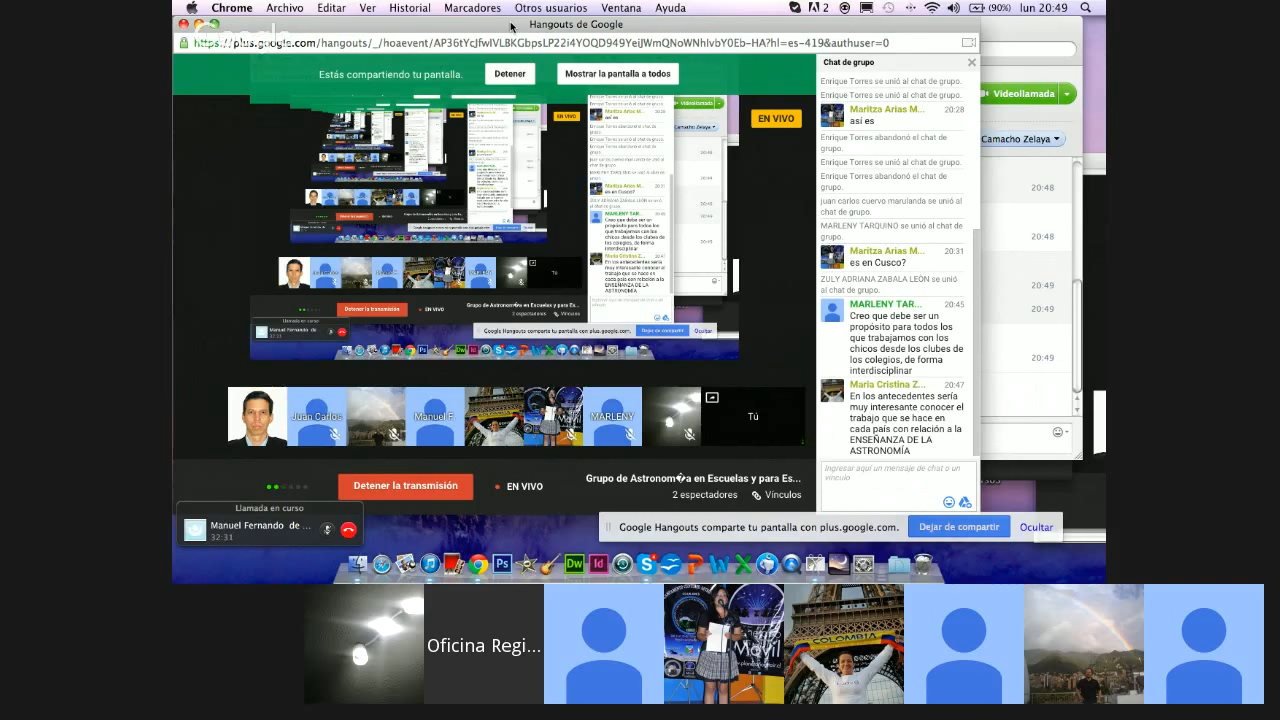 Chrome Archivo Editar Ver Historial Marcadores Otros usuarios Ventana Ayuda
2 (90%) lun 20:49
Hangouts de Google
https://plus.google.com/hangouts/_/hoaevent/AP36tYcJfwIVLBKGbpsLP22i4YOQD949YeiJWmQNoWNhIvbY0Eb-HA?hl=es-419&authuser=0
Google
Estás compartiendo tu pantalla.
Detener
Mostrar la pantalla a todos
EN VIVO
Chat de grupo
Enrique Torres se unió al chat de grupo.
Enrique Torres se unió al chat de grupo.
Maritza Arias M... 20:28
así es
Enrique Torres abandonó el chat de
grupo.
Enrique Torres se unió al chat de grupo.
Enrique Torres abandonó el chat de
grupo.
juan carlos cuervo marulanda se unió al
chat de grupo.
MARLENY TARQUINO se unió al chat de
grupo.
Maritza Arias M... 20:31
es en Cusco?
ZULY ADRIANA ZABALA LEÓN se unió
al chat de grupo.
MARLENY TAR... 20:45
Creo que debe ser un
propósito para todos los
que trabajamos con los
chicos desde los clubes de
los colegios, de forma
interdisciplinar
Maria Cristina Z... 20:47
En los antecedentes sería
muy interesante conocer el
trabajo que se hace en
cada país con relación a la
ENSEÑANZA DE LA
ASTRONOMÍA
Ingresar aquí un mensaje de chat o un
vínculo
Videollamada
Camacho Zelaya
20:48
20:48
20:49
20:49
20:49
Juan Carlos
Manuel F
MARLENY
Tú
Detener la transmisión
EN VIVO
Grupo de Astronom�a en Escuelas y para Es...
2 espectadores
Vínculos
Llamada en curso
Manuel Fernando de ...
32:31
Google Hangouts comparte tu pantalla con plus.google.com.
Dejar de compartir
Ocultar
Ps
Dw
Id
Oficina Regi...
COLOMBIA